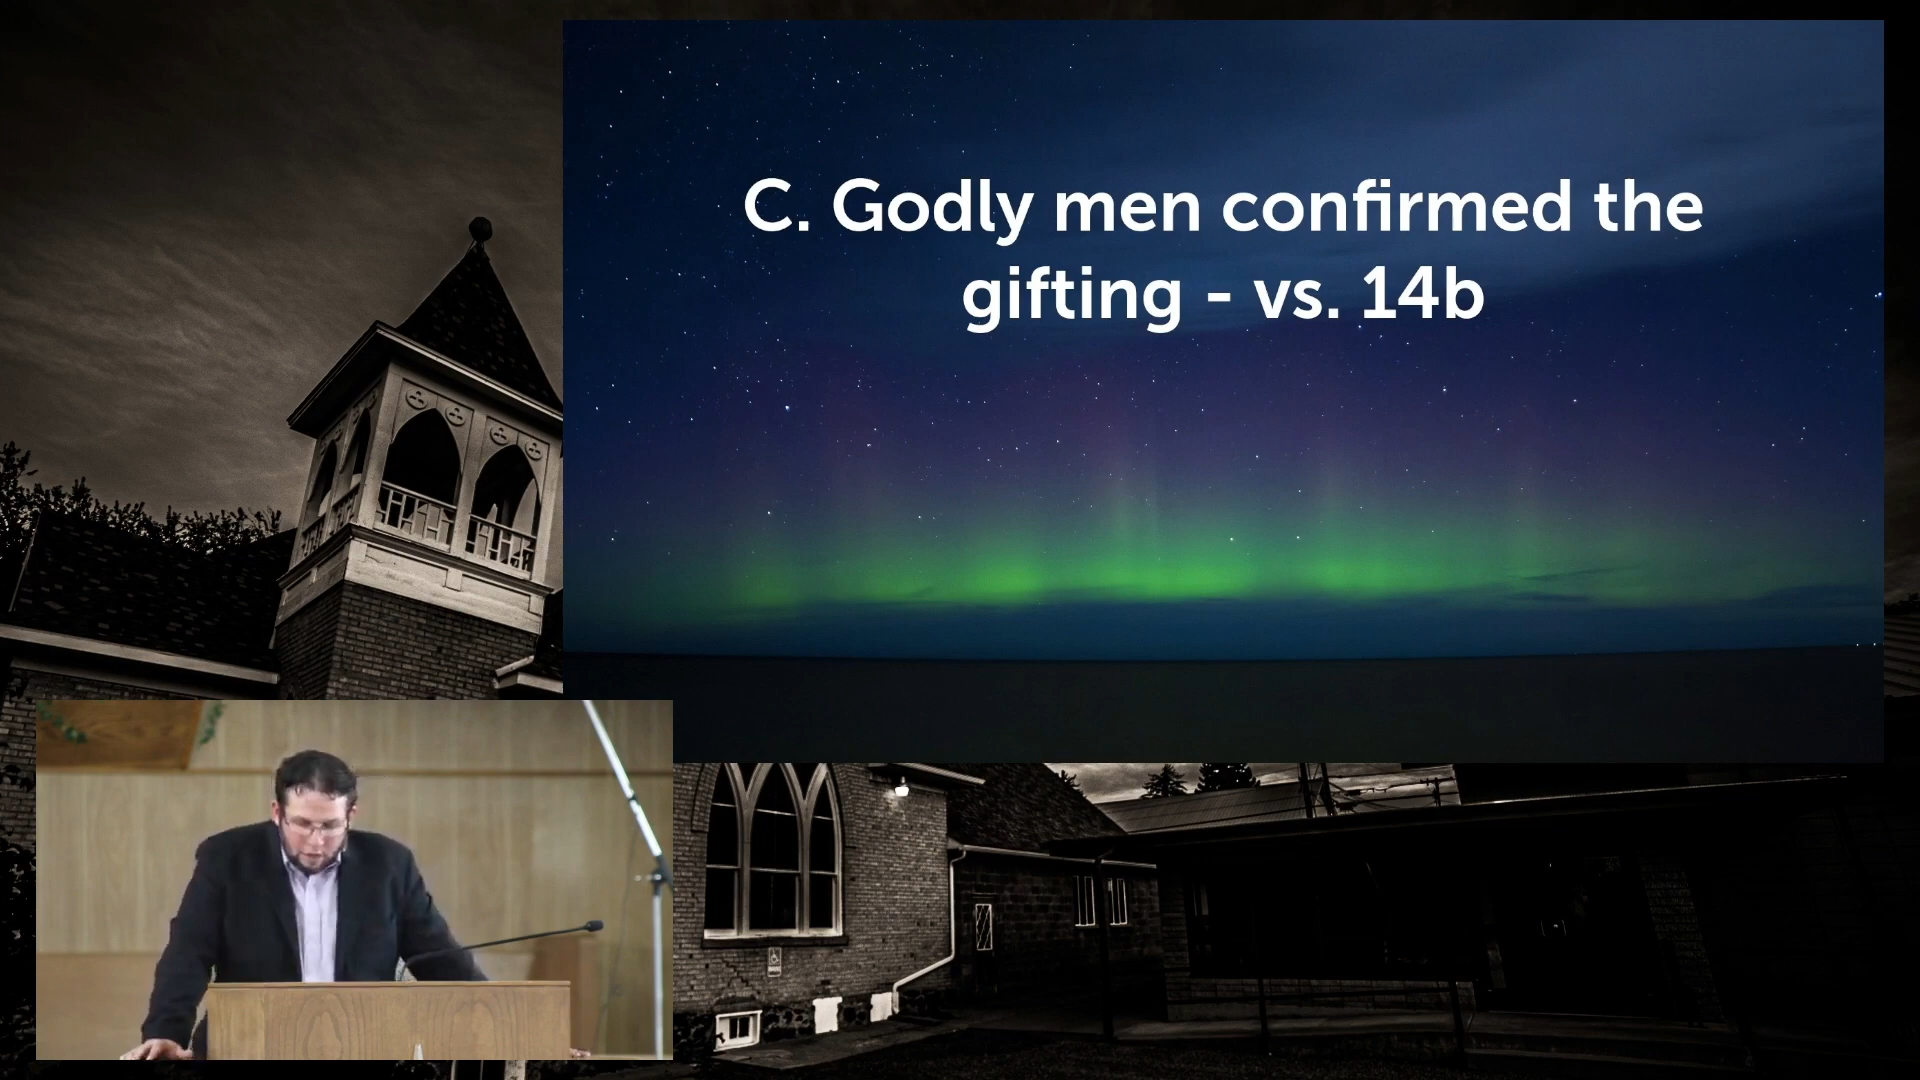 C. Godly men confirmed the
gifting - vs. 14b